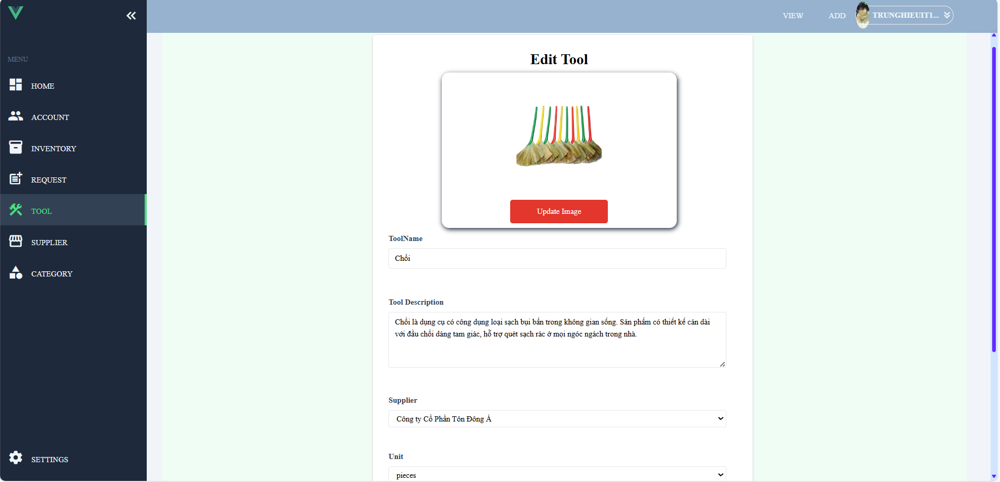 VIEW
ADD
TRUNGHIEUIT1...
MENU
HOME
ACCOUNT
INVENTORY
REQUEST
TOOL
SUPPLIER
CATEGORY
SETTINGS
Edit Tool
Update Image
ToolName
Chổi
Tool Description
Chổi là dụng cụ có công dụng loại sạch bụi bẩn trong không gian sống. Sản phẩm có thiết kế cán dài
với đầu chổi dáng tam giác, hỗ trợ quét sạch rác ở mọi ngóc ngách trong nhà.
Supplier
Công ty Cổ Phần Tôn Đông Á
Unit
pieces